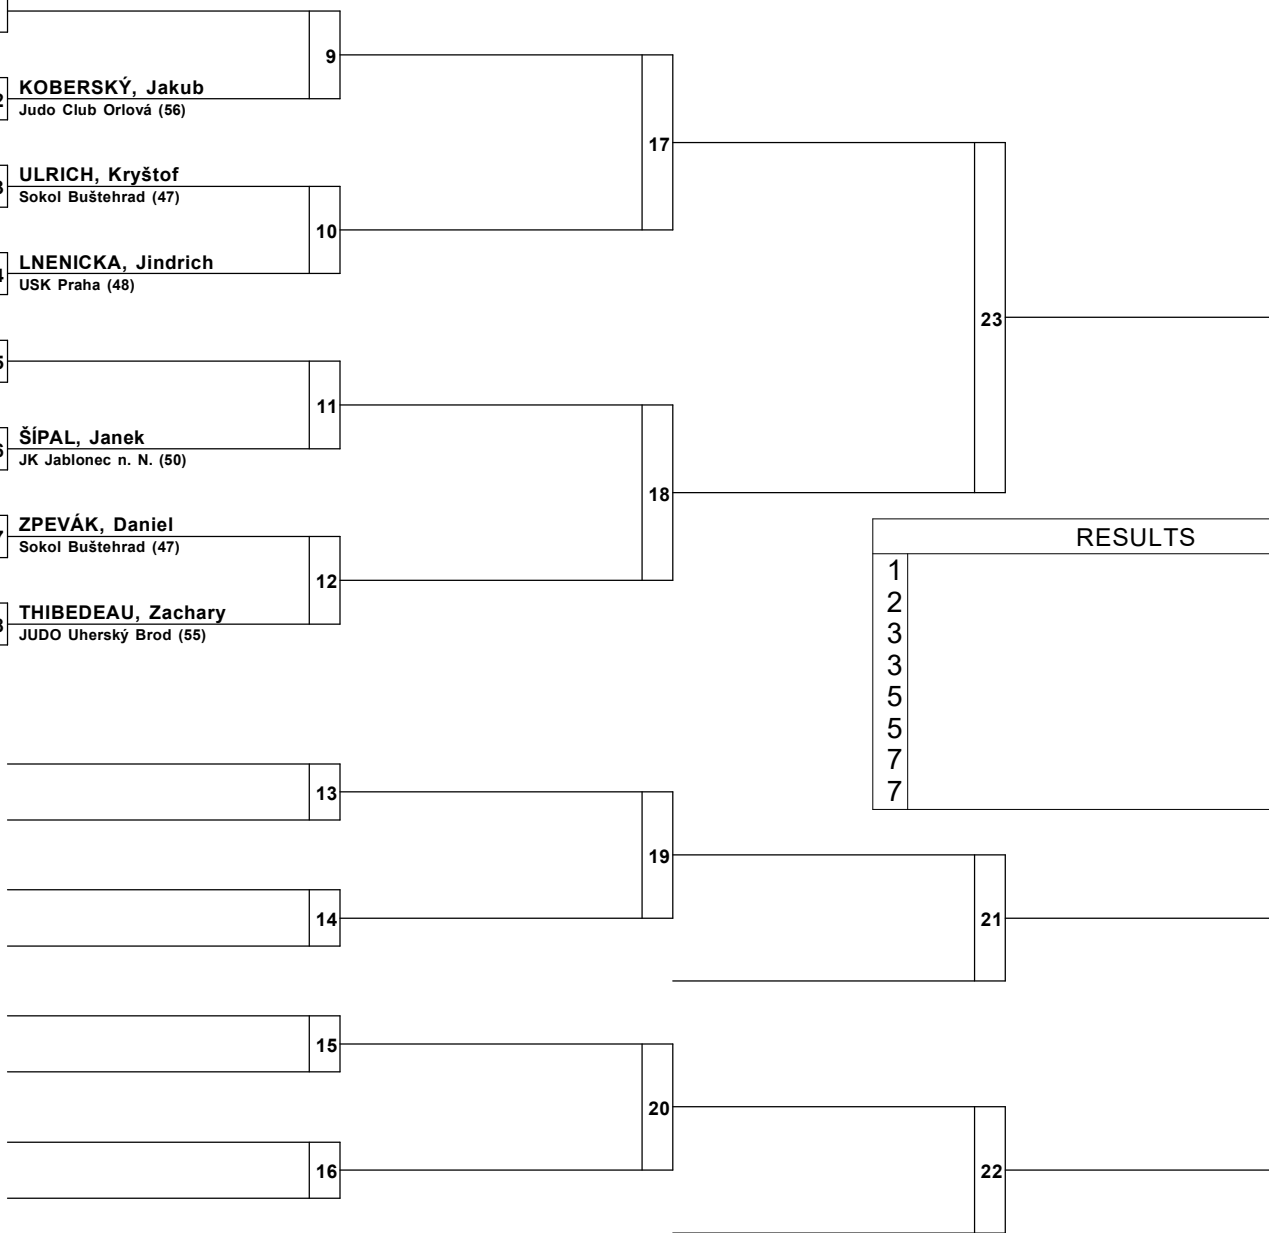 9
KOBERSKÝ, Jakub
Judo Club Orlová (56)
17
ULRICH, Kryštof
Sokol Buštehrad (47)
10
LNENICKA, Jindrich
USK Praha (48)
23
11
ŠÍPAL, Janek
JK Jablonec n. N. (50)
18
ZPEVÁK, Daniel
Sokol Buštehrad (47)
RESULTS
12
1
2
THIBEDEAU, Zachary
JUDO Uherský Brod (55)
3
3
5
5
7
7
13
19
14
21
15
20
16
22